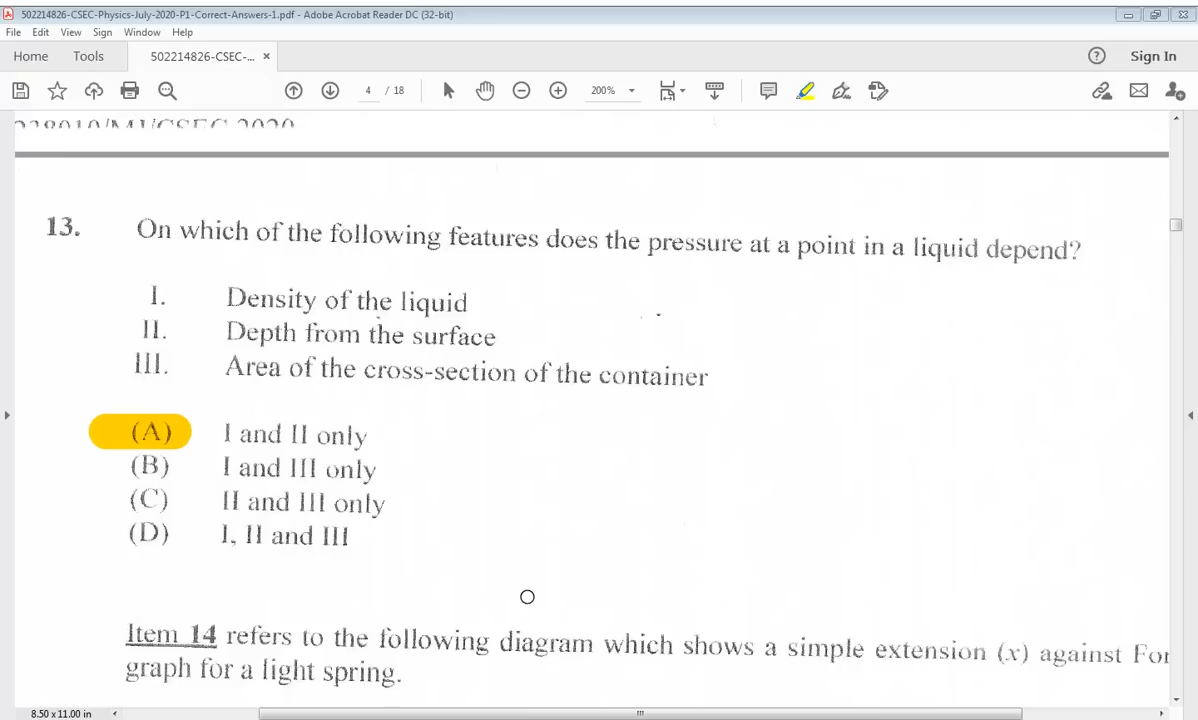 502214826-CSEC-Physics-July-2020-P1-Correct-Answers-1.pdf - Adobe Acrobat Reader DC (32-bit)
File Edit View Sign Window Help
Home Tools 502214826-CSEC-... × ? Sign In
4 / 18 200%
13. On which of the following features does the pressure at a point in a liquid depend?
I. Density of the liquid
II. Depth from the surface
III. Area of the cross-section of the container
(A) I and II only
(B) I and III only
(C) II and III only
(D) I, II and III
Item 14 refers to the following diagram which shows a simple extension (x) against For
graph for a light spring.
8.50 x 11.00 in